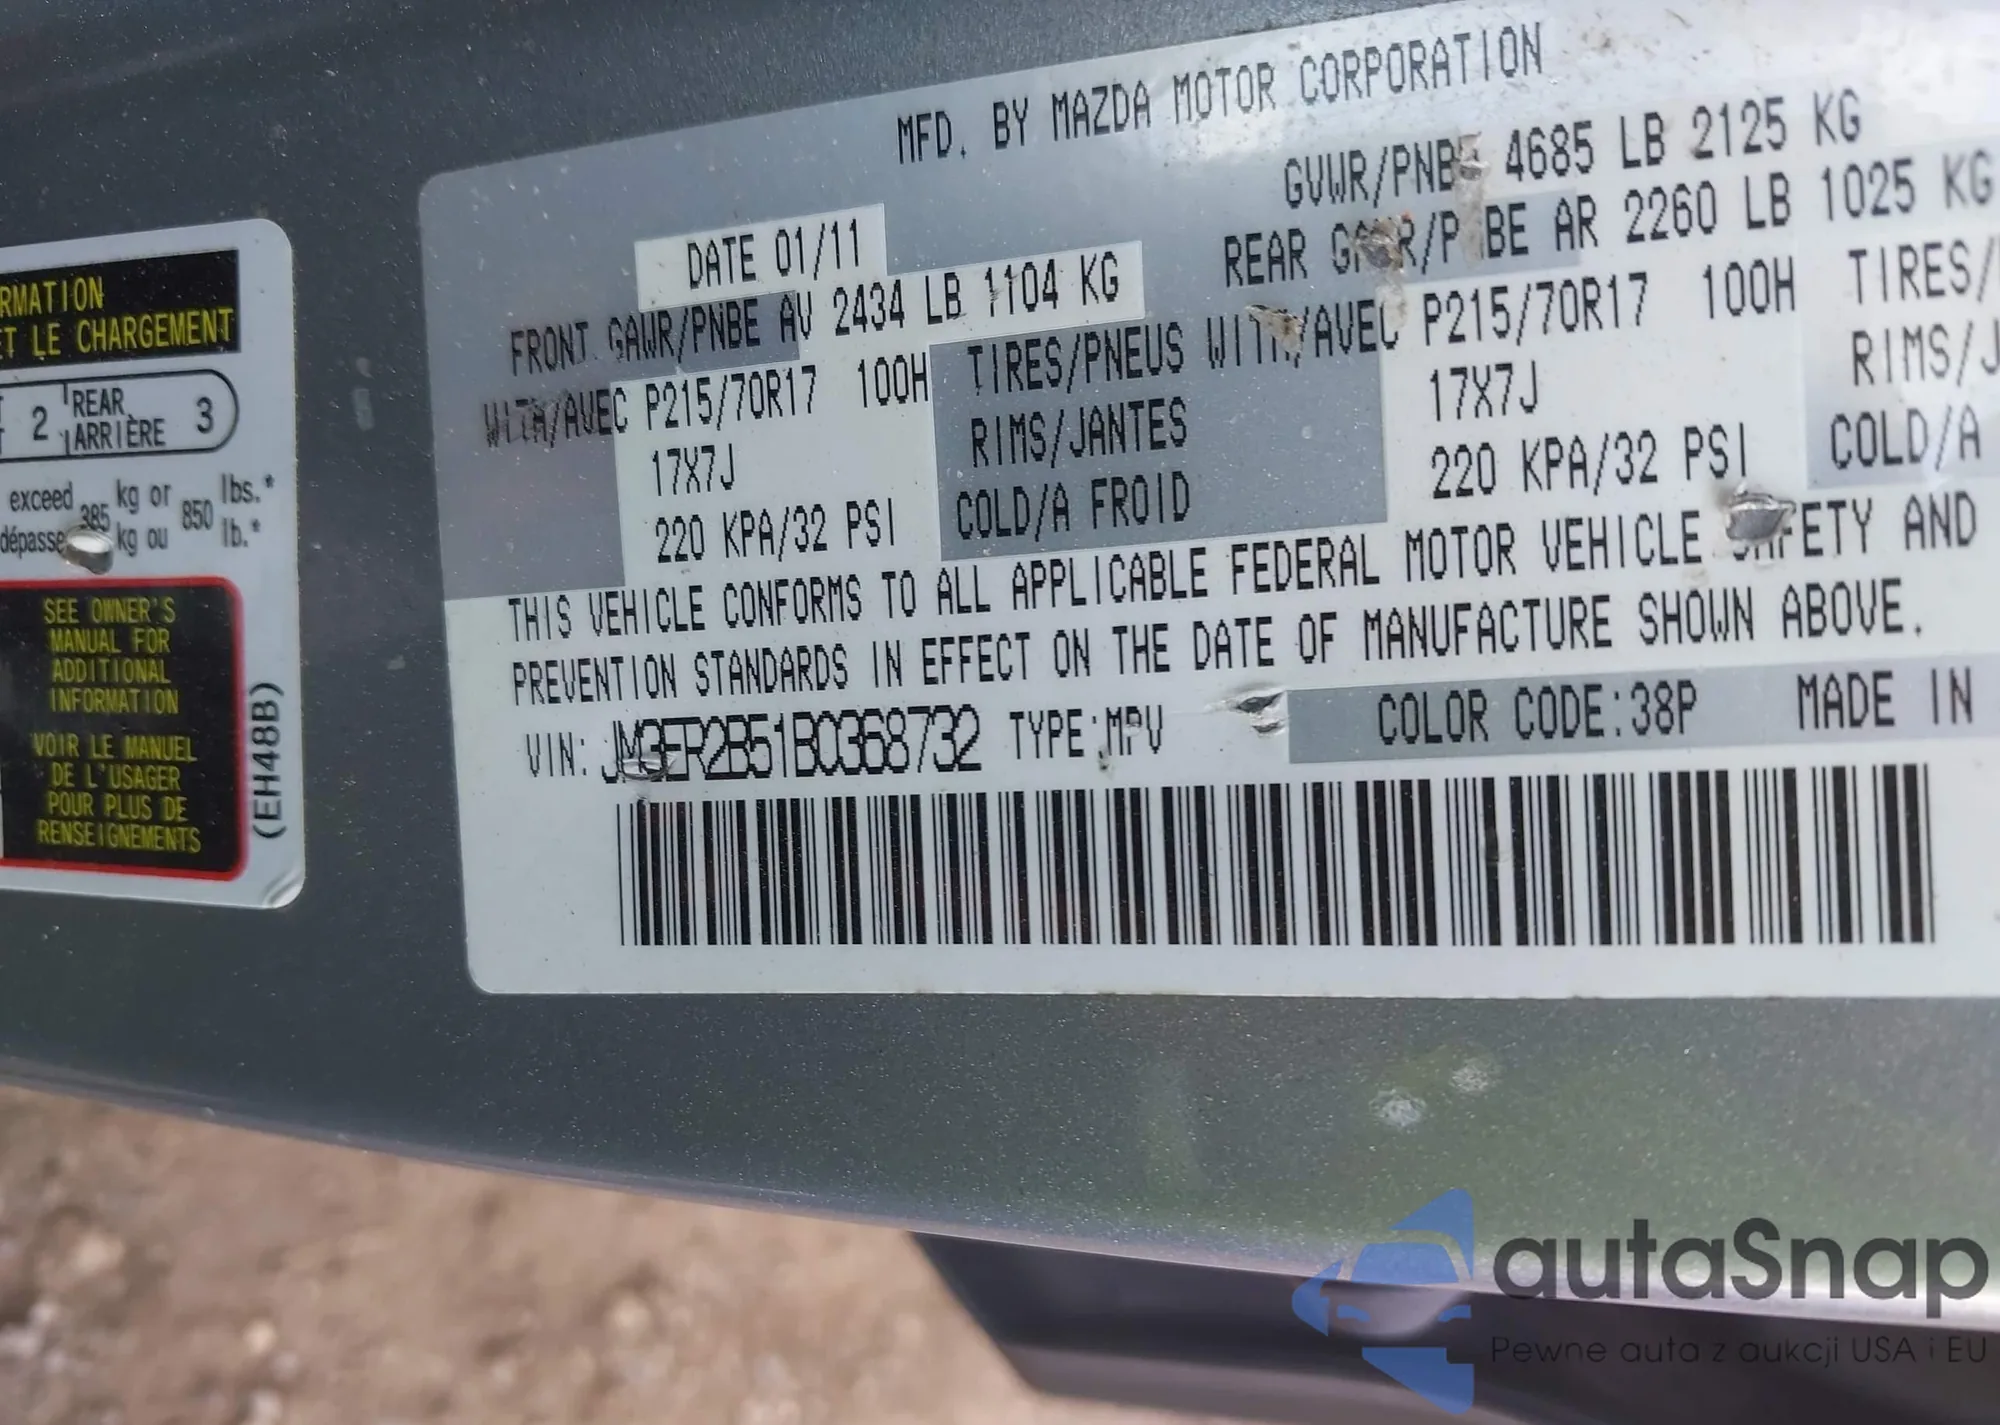 RMATION
ET LE CHARGEMENT
2 REAR ARRIÈRE 3
exceed 385 kg or 850 lbs.*
dépasse kg ou lb.*
SEE OWNER'S
MANUAL FOR
ADDITIONAL
INFORMATION
VOIR LE MANUEL
DE L'USAGER
POUR PLUS DE
RENSEIGNEMENTS
(EH48B)
MFD. BY MAZDA MOTOR CORPORATION
DATE 01/11 GVWR/PNBE 4685 LB 2125 KG
FRONT GAWR/PNBE AV 2434 LB 1104 KG REAR GAWR/PNBE AR 2260 LB 1025 KG
WITH/AVEC P215/70R17 100H TIRES/PNEUS WITH/AVEC P215/70R17 100H TIRES/
17X7J RIMS/JANTES 17X7J RIMS/J
220 KPA/32 PSI COLD/A FROID 220 KPA/32 PSI COLD/A
THIS VEHICLE CONFORMS TO ALL APPLICABLE FEDERAL MOTOR VEHICLE SAFETY AND
PREVENTION STANDARDS IN EFFECT ON THE DATE OF MANUFACTURE SHOWN ABOVE.
VIN: JM3ER2B51B0368732 TYPE:MPV COLOR CODE:38P MADE IN
autaSnap
Pewne auta z aukcji USA i EU